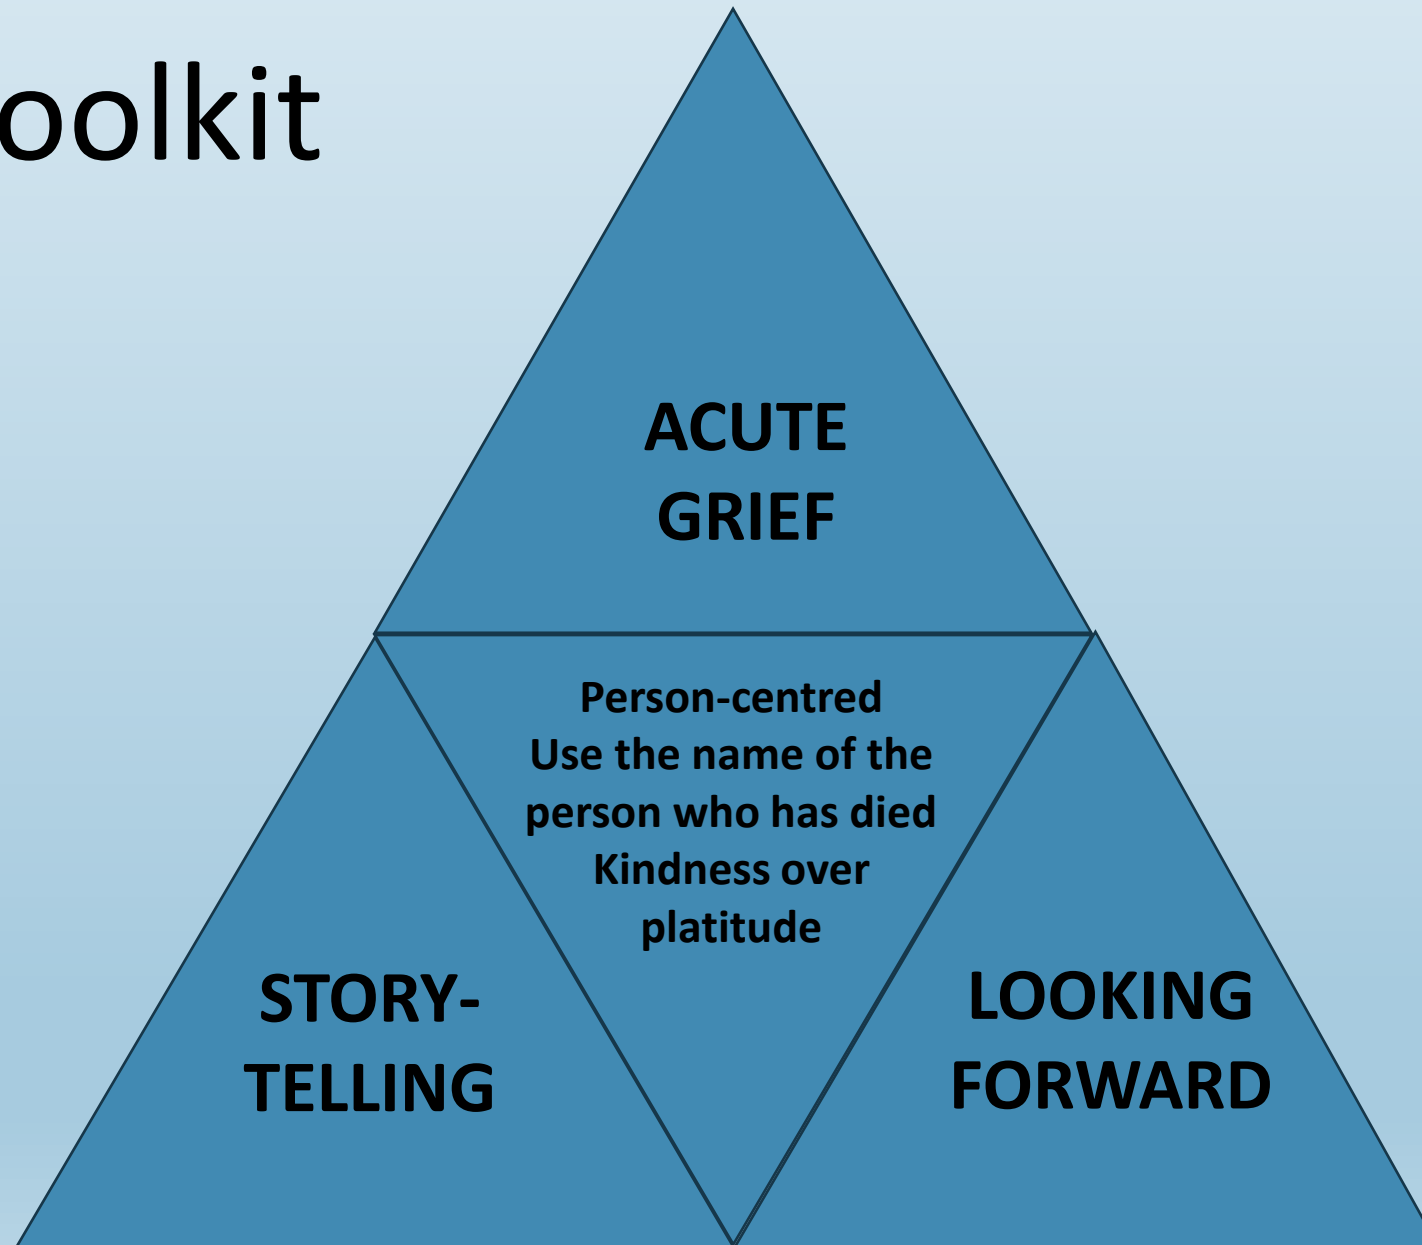 oolkit
ACUTE
GRIEF
Person-centred
Use the name of the
person who has died
Kindness over
platitude
STORY-
TELLING
LOOKING
FORWARD